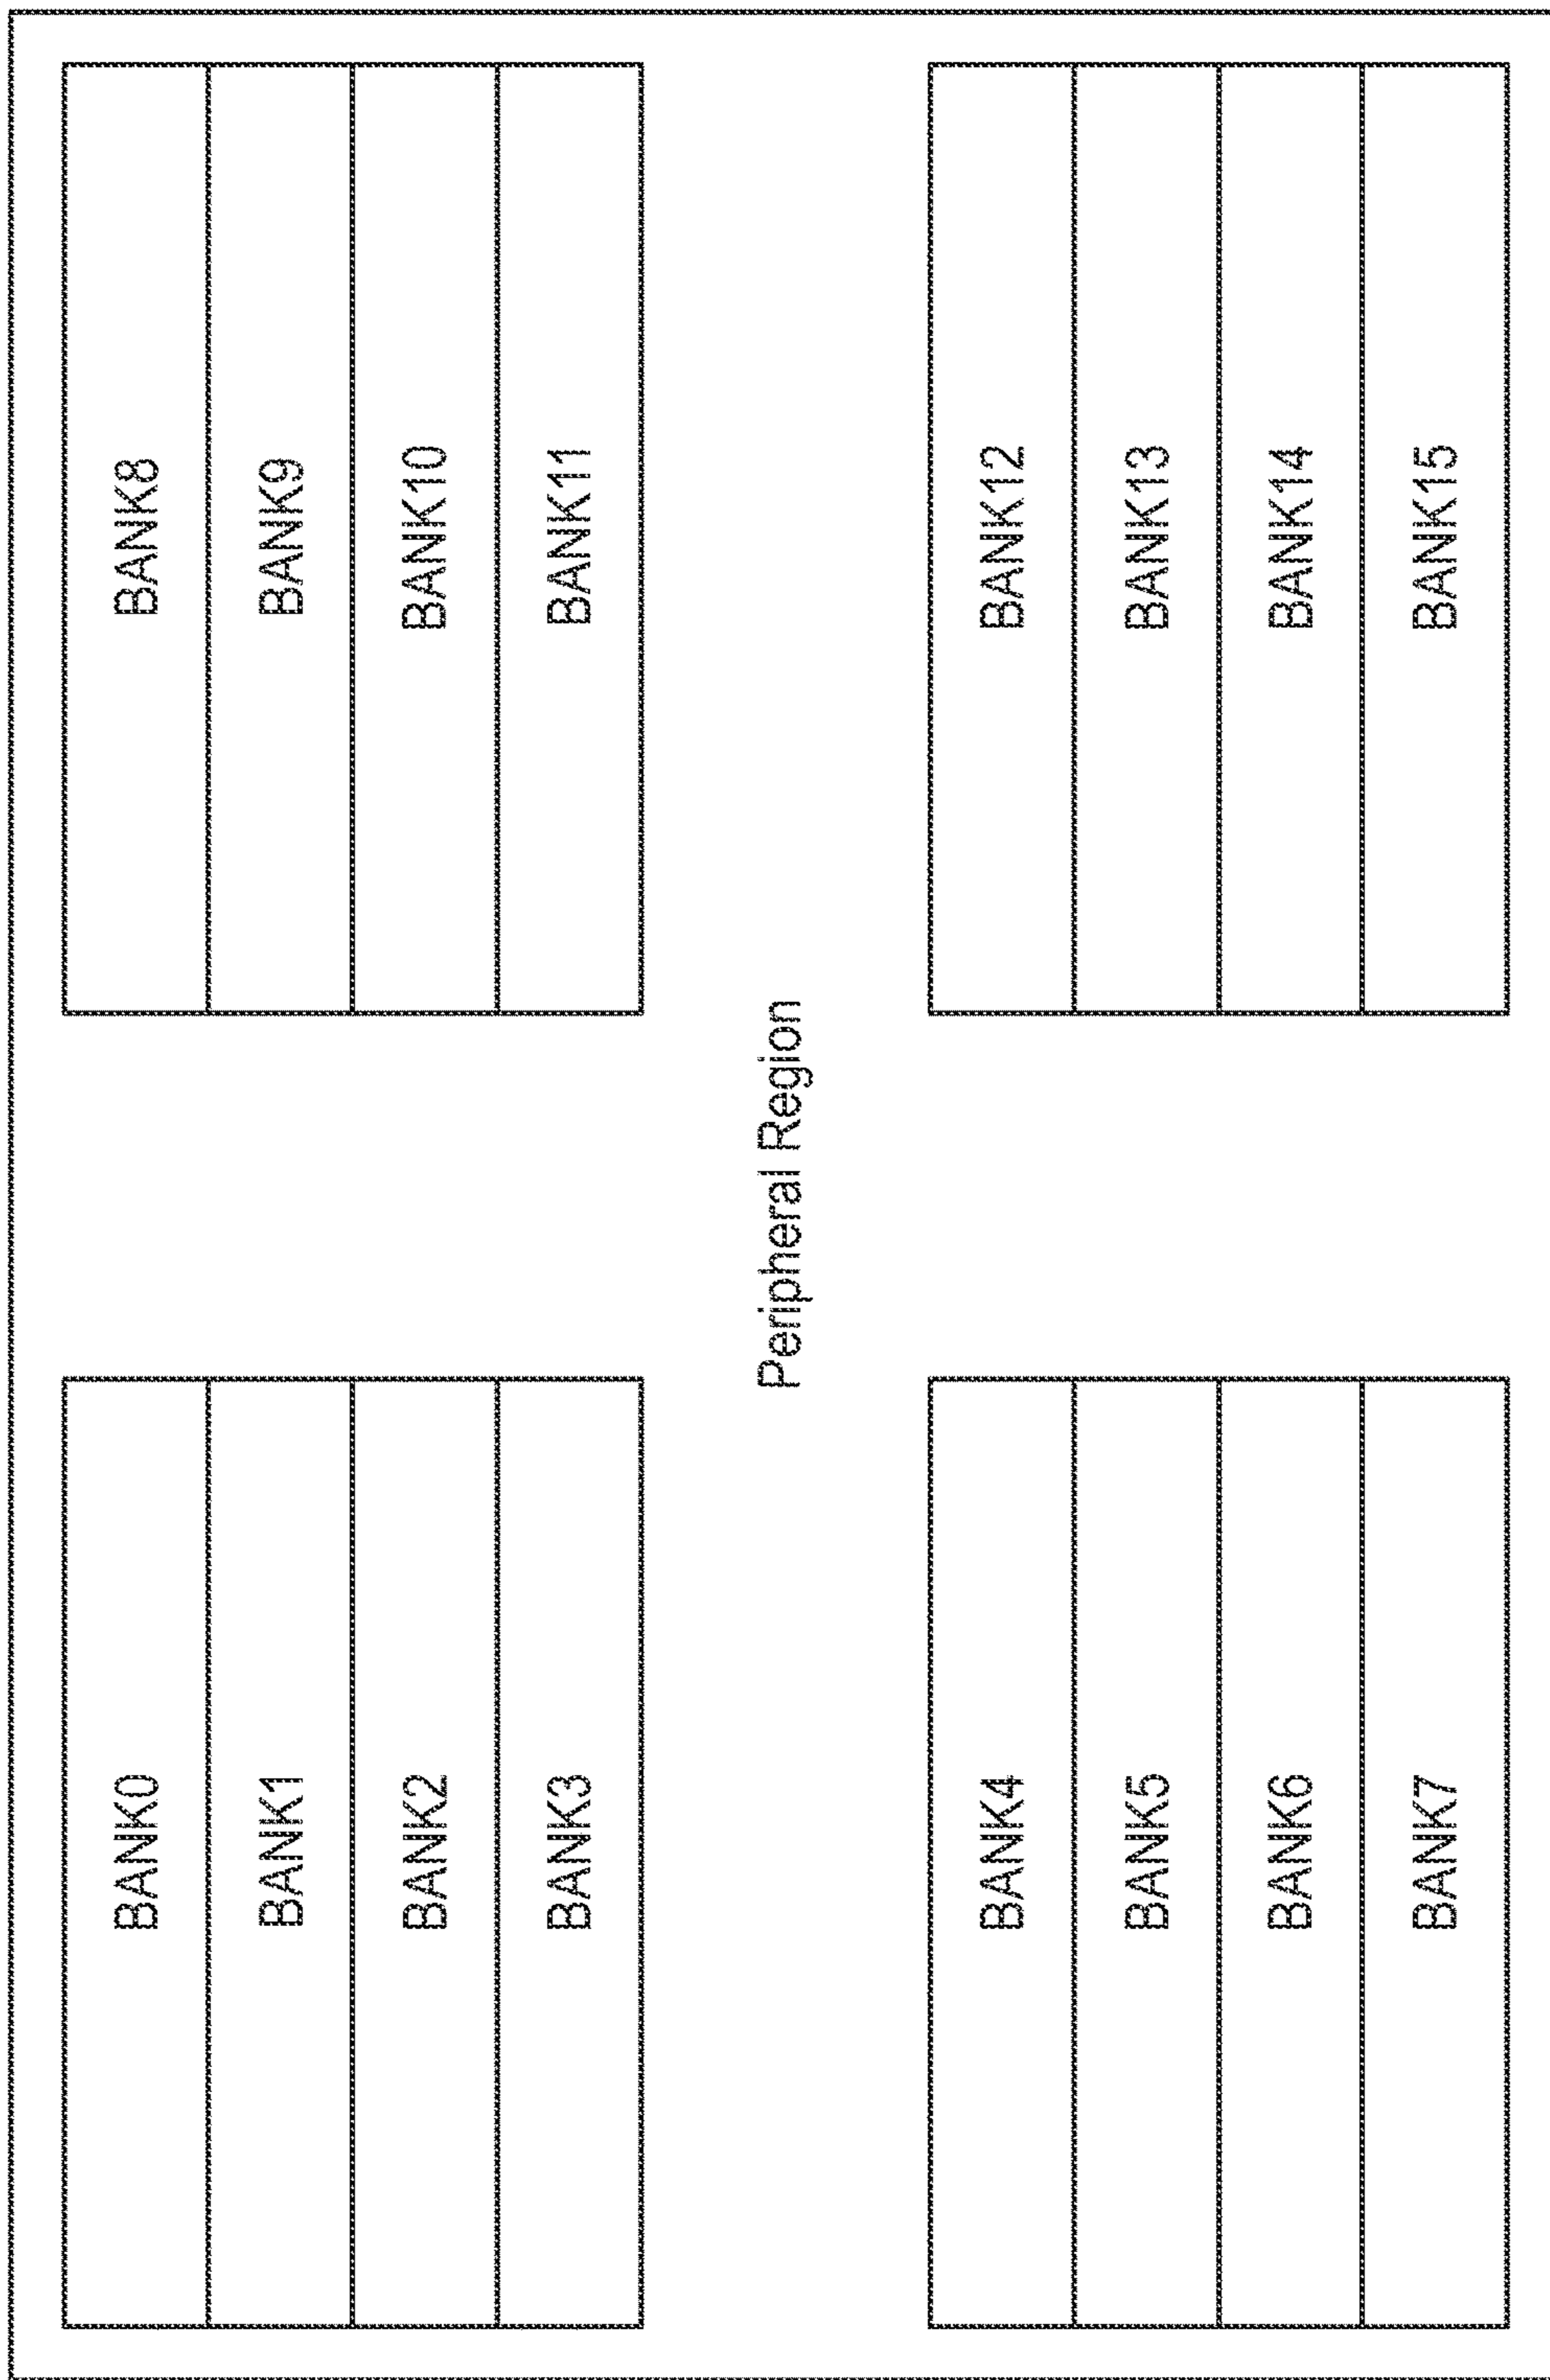 BANK0
BANK1
BANK2
BANK3
BANK8
BANK9
BANK10
BANK11
Peripheral Region
BANK4
BANK5
BANK6
BANK7
BANK12
BANK13
BANK14
BANK15